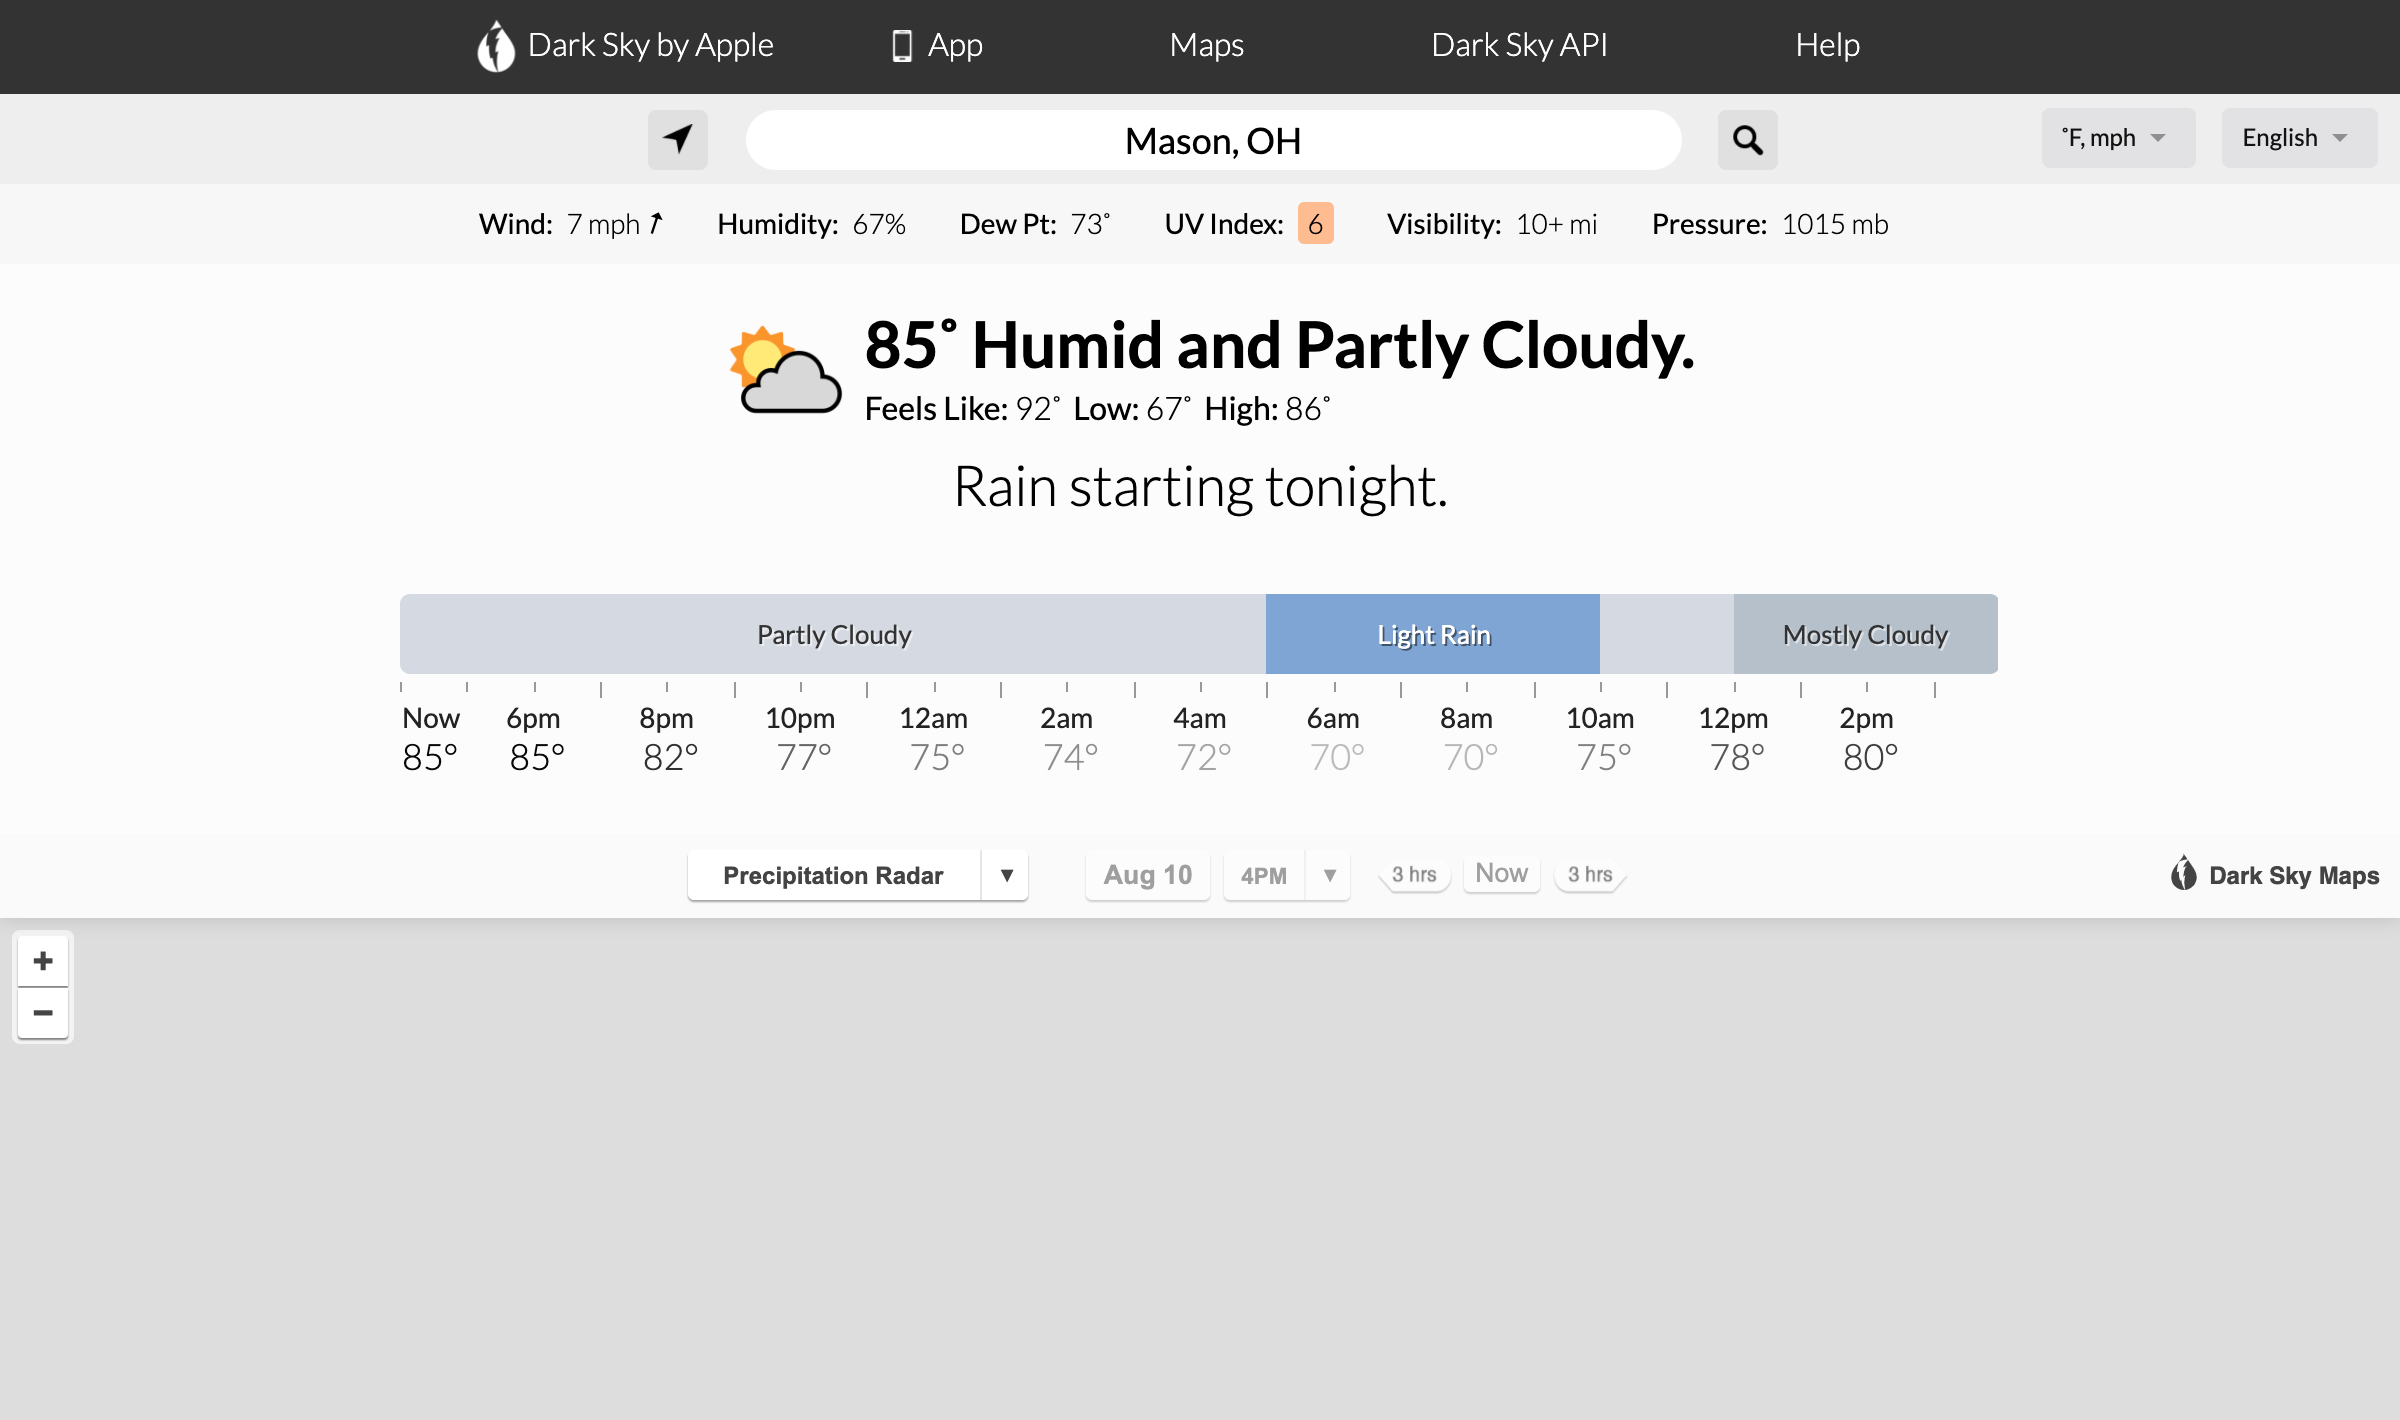 Dark Sky by Apple App Maps Dark Sky API Help
Mason, OH ˚F, mph English
Wind: 7 mph Humidity: 67% Dew Pt: 73˚ UV Index: 6 Visibility: 10+ mi Pressure: 1015 mb
85˚ Humid and Partly Cloudy.
Feels Like: 92˚ Low: 67˚ High: 86˚
Rain starting tonight.
Partly Cloudy Light Rain Mostly Cloudy
Now 6pm 8pm 10pm 12am 2am 4am 6am 8am 10am 12pm 2pm
85° 85° 82° 77° 75° 74° 72° 70° 70° 75° 78° 80°
Precipitation Radar ▼ Aug 10 4PM ▼ 3 hrs Now 3 hrs Dark Sky Maps
+
−